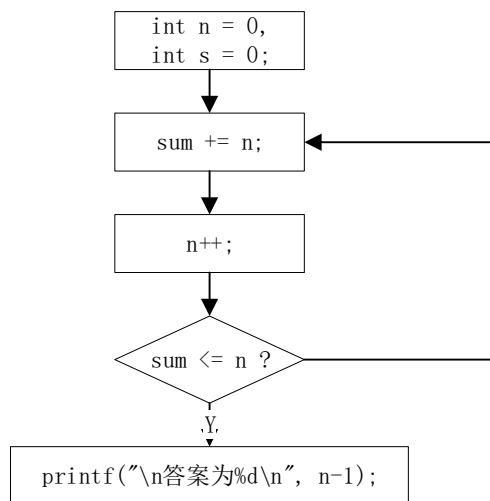 int n = 0,
int s = 0;
sum += n;
n++;
sum <= n ?
Y
printf("\n答案为%d\n", n-1);